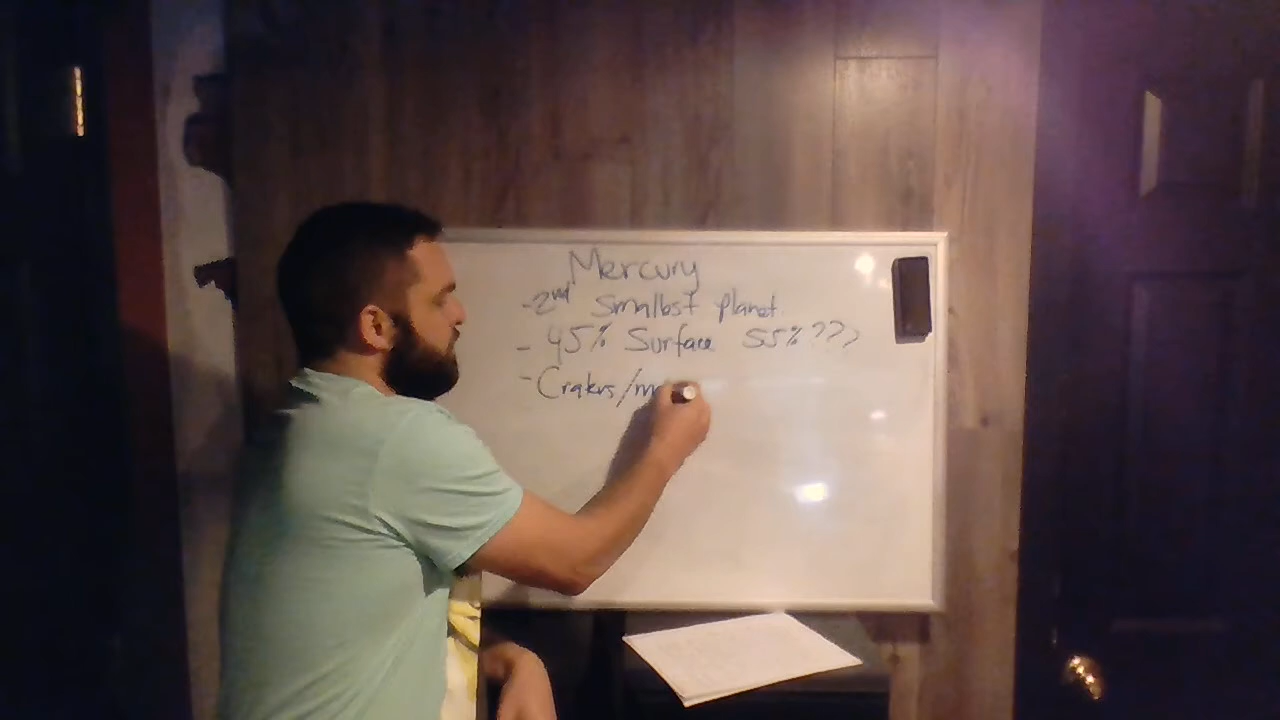 Mercury
-2nd Smallest planet
- 45% Surface 55%???
- Craters/m